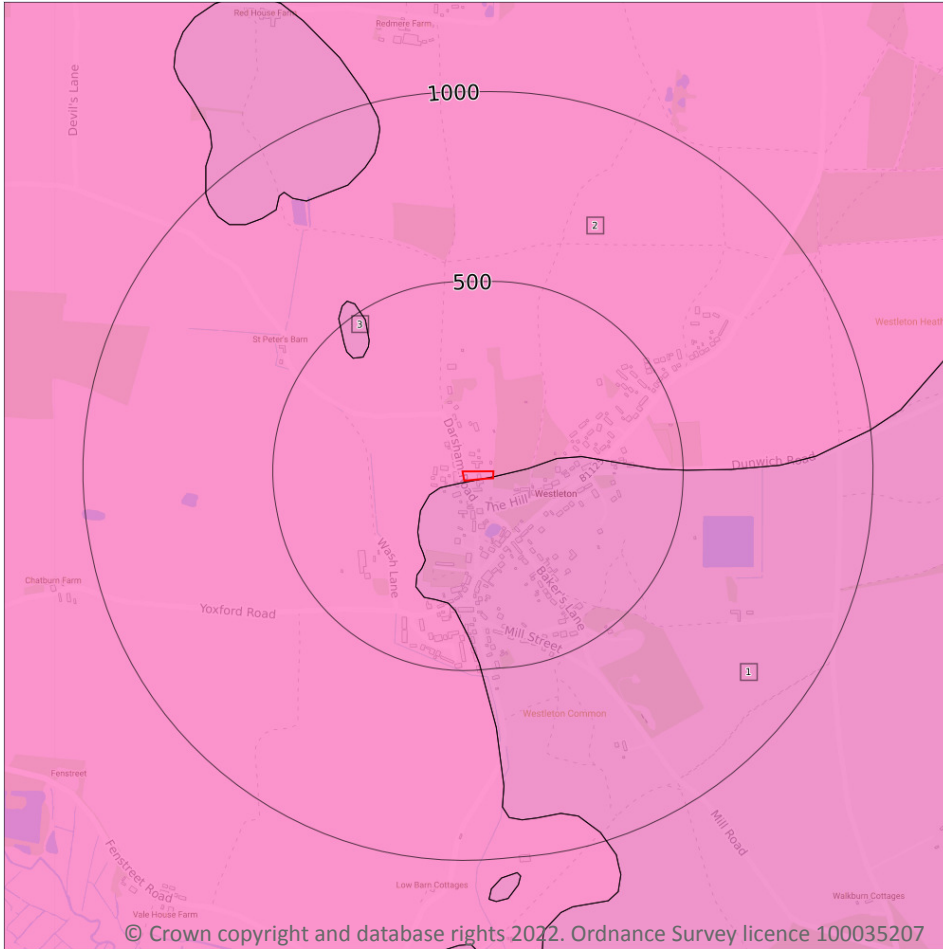 Red House Farm
Redmere Farm
Devil's Lane
1000
2
500
3
St Peter's Barn
Westleton Heath
Darsham Road
Dunwich Road
B1122
The Hill
Westleton
Wash Lane
Baker's Lane
Chatburn Farm
Yoxford Road
Mill Street
1
Westleton Common
Fenstreet
Mill Road
Fenstreet Road
Low Barn Cottages
Walkburn Cottages
Vale House Farm
© Crown copyright and database rights 2022. Ordnance Survey licence 100035207